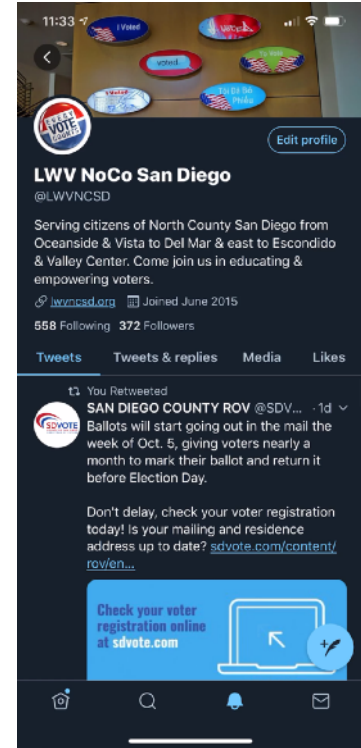 11:33
I Voted
voted
I Voted
EVERY
VOTE
COUNTS
Edit profile
LWV NoCo San Diego
@LWVNCSD
Serving citizens of North County San Diego from
Oceanside & Vista to Del Mar & east to Escondido
& Valley Center. Come join us in educating &
empowering voters.
lwvncsd.org Joined June 2015
558 Following 372 Followers
Tweets Tweets & replies Media Likes
You Retweeted
SAN DIEGO COUNTY ROV @SDV... · 1d
SDVOTE
Ballots will start going out in the mail the
week of Oct. 5, giving voters nearly a
month to mark their ballot and return it
before Election Day.
Don't delay, check your voter registration
today! Is your mailing and residence
address up to date? sdvote.com/content/
rov/en...
Check your voter
registration online
at sdvote.com